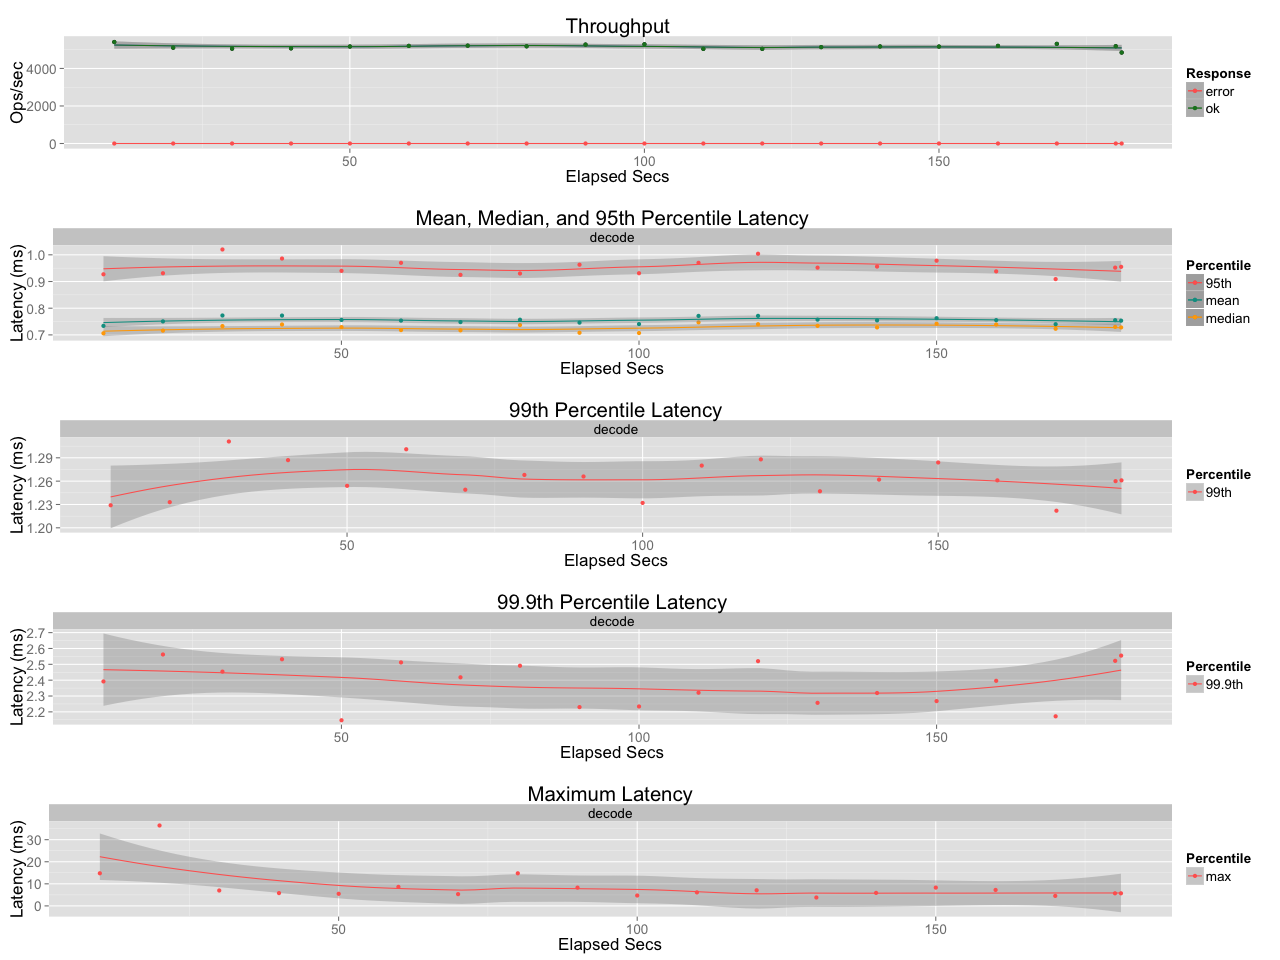 Throughput
Ops/sec
4000
2000
0
50 100 150
Elapsed Secs
Response
error
ok
Mean, Median, and 95th Percentile Latency
decode
Latency (ms)
1.0
0.9
0.8
0.7
50 100 150
Elapsed Secs
Percentile
95th
mean
median
99th Percentile Latency
decode
Latency (ms)
1.29
1.26
1.23
1.20
50 100 150
Elapsed Secs
Percentile
99th
99.9th Percentile Latency
decode
Latency (ms)
2.7
2.6
2.5
2.4
2.3
2.2
50 100 150
Elapsed Secs
Percentile
99.9th
Maximum Latency
decode
Latency (ms)
30
20
10
0
50 100 150
Elapsed Secs
Percentile
max